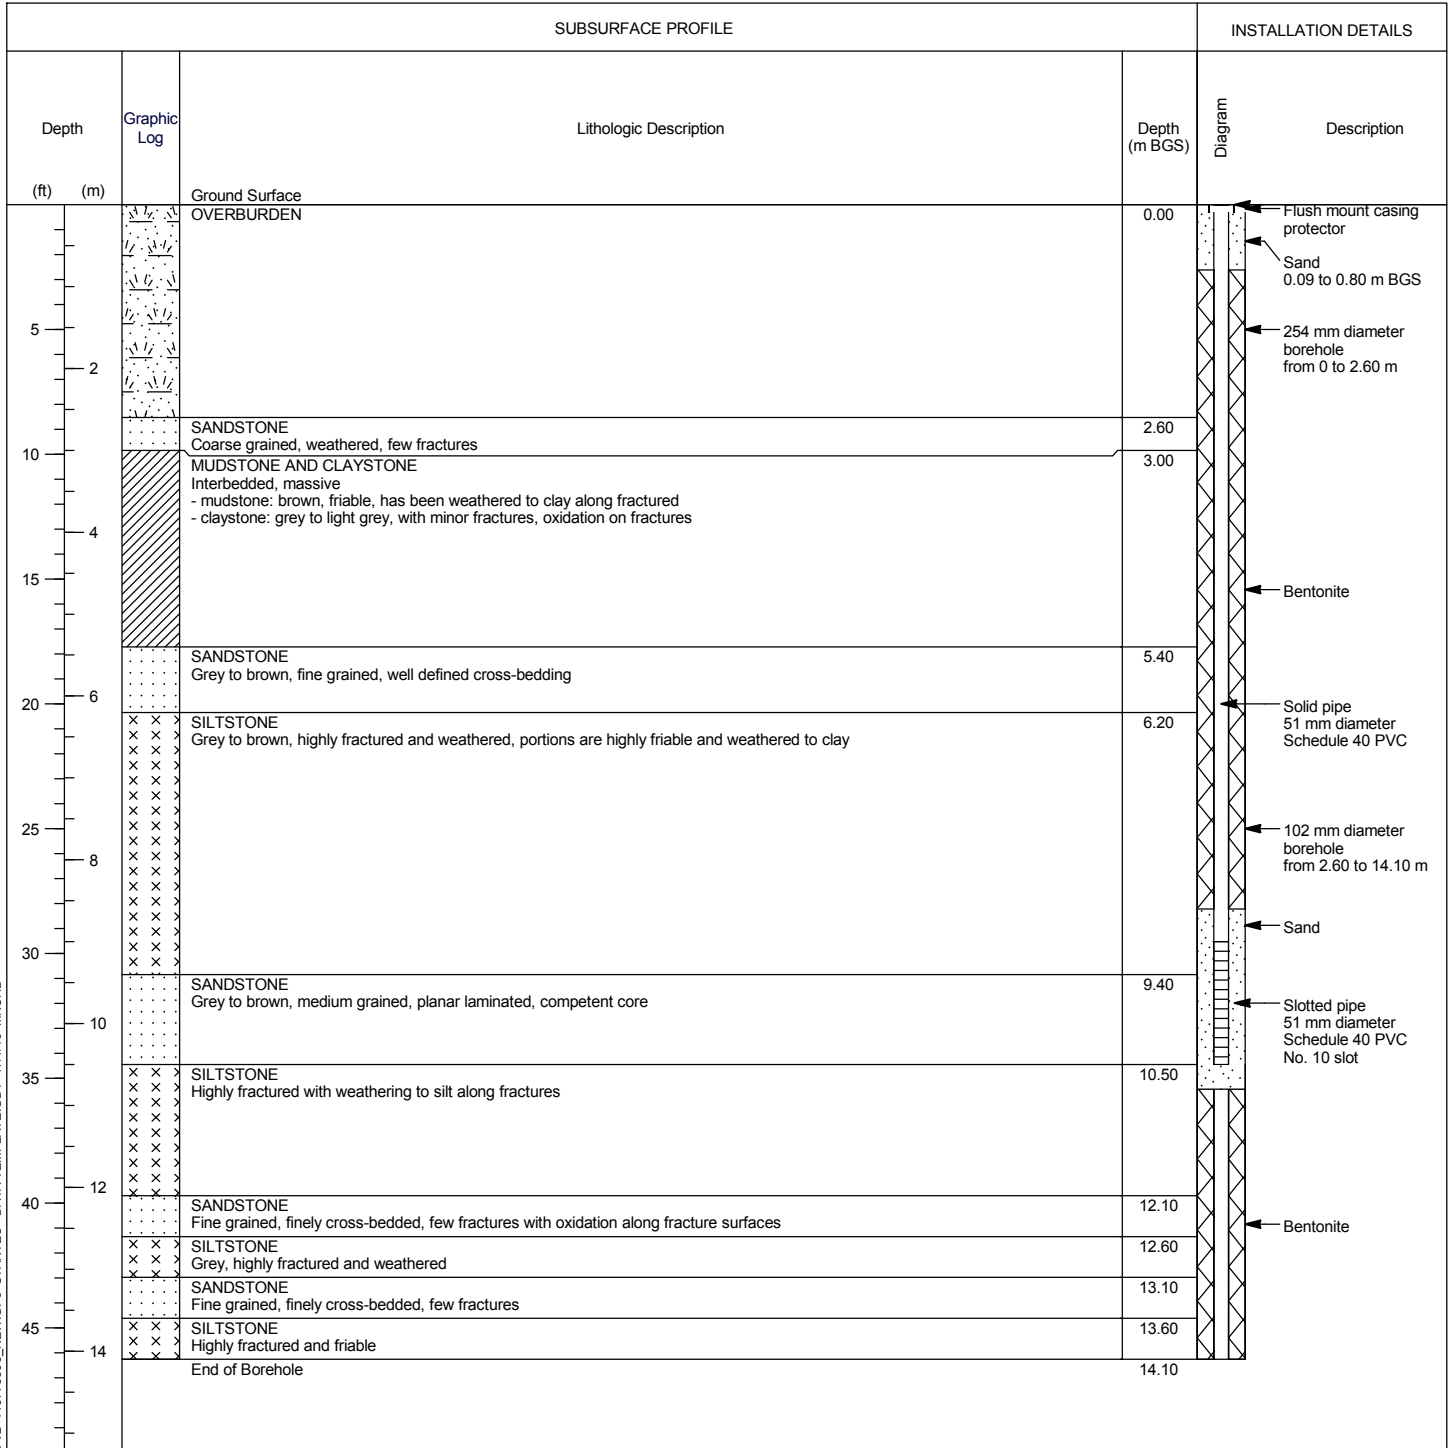 SUBSURFACE PROFILE
INSTALLATION DETAILS
Depth
(ft) (m)
Graphic
Log
Lithologic Description
Depth
(m BGS)
Diagram
Description
Ground Surface
OVERBURDEN
0.00
SANDSTONE
Coarse grained, weathered, few fractures
2.60
MUDSTONE AND CLAYSTONE
Interbedded, massive
- mudstone: brown, friable, has been weathered to clay along fractured
- claystone: grey to light grey, with minor fractures, oxidation on fractures
3.00
SANDSTONE
Grey to brown, fine grained, well defined cross-bedding
5.40
SILTSTONE
Grey to brown, highly fractured and weathered, portions are highly friable and weathered to clay
6.20
SANDSTONE
Grey to brown, medium grained, planar laminated, competent core
9.40
SILTSTONE
Highly fractured with weathering to silt along fractures
10.50
SANDSTONE
Fine grained, finely cross-bedded, few fractures with oxidation along fracture surfaces
12.10
SILTSTONE
Grey, highly fractured and weathered
12.60
SANDSTONE
Fine grained, finely cross-bedded, few fractures
13.10
SILTSTONE
Highly fractured and friable
13.60
End of Borehole
14.10
5
10
15
20
25
30
35
40
45
2
4
6
8
10
12
14
Flush mount casing
protector
Sand
0.09 to 0.80 m BGS
254 mm diameter
borehole
from 0 to 2.60 m
Bentonite
Solid pipe
51 mm diameter
Schedule 40 PVC
102 mm diameter
borehole
from 2.60 to 14.10 m
Sand
Slotted pipe
51 mm diameter
Schedule 40 PVC
No. 10 slot
Bentonite